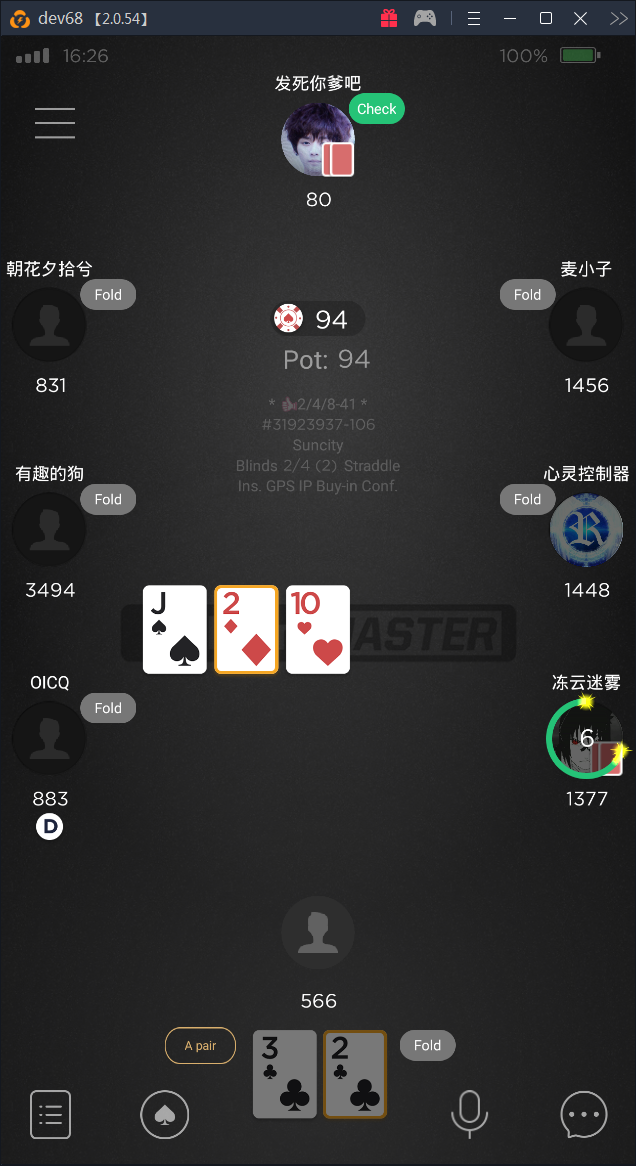 dev68 【2.0.54】
16:26
100%
发死你爹吧
Check
80
朝花夕拾兮
Fold
831
麦小子
Fold
1456
94
Pot: 94
* 2/4/8-41 *
#31923937-106
Suncity
Blinds 2/4 (2) Straddle
Ins. GPS IP Buy-in Conf.
有趣的狗
Fold
3494
心灵控制器
Fold
R
1448
J
2
10
MASTER
OICQ
Fold
883
D
冻云迷雾
6
1377
566
A pair
3
2
Fold